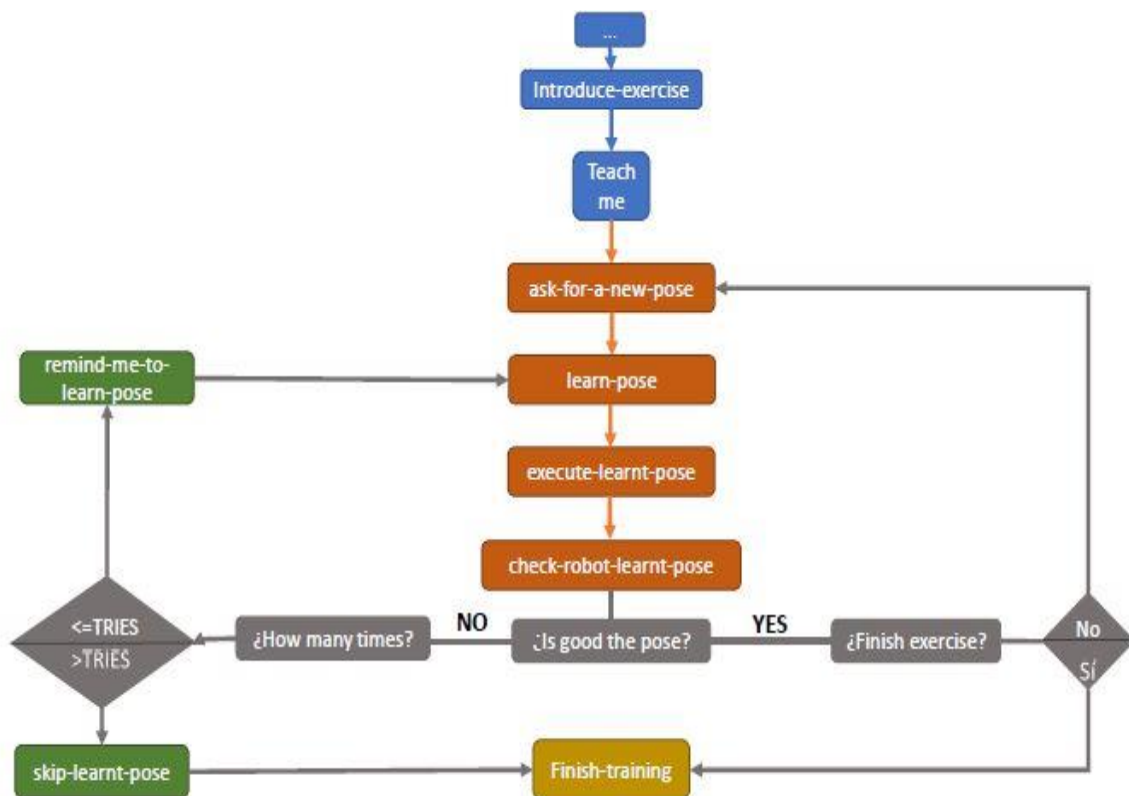 ...
Introduce-exercise
Teach
me
ask-for-a-new-pose
remind-me-to-
learn-pose
learn-pose
execute-learnt-pose
check-robot-learnt-pose
<=TRIES
>TRIES
¿How many times?
NO
¿Is good the pose?
YES
¿Finish exercise?
No
Sí
skip-learnt-pose
Finish-training